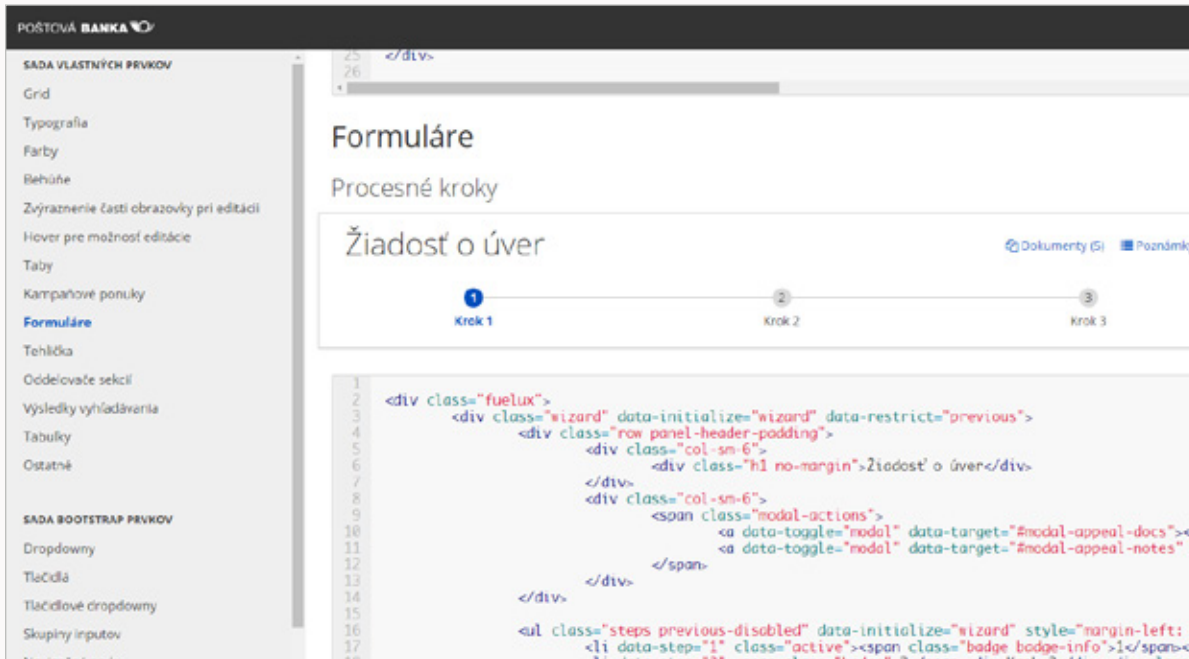 POŠTOVÁ BANKA
SADA VLASTNÝCH PRVKOV
Grid
Typografia
Farby
Behúňe
Zvýraznenie časti obrazovky pri editácii
Hover pre možnosť editácie
Taby
Kampaňové ponuky
Formuláre
Tehlička
Oddelovače sekcií
Výsledky vyhľadávania
Tabulky
Ostatné
SADA BOOTSTRAP PRVKOV
Dropdowny
Tlačidlá
Tlačidlové dropdowny
Skupiny inputov
25 </div>
26
Formuláre
Procesné kroky
Žiadosť o úver
Dokumenty (5) Poznámk
1 2 3
Krok 1 Krok 2 Krok 3
1
2 <div class="fuelux">
3 <div class="wizard" data-initialize="wizard" data-restrict="previous">
4 <div class="row panel-header-padding">
5 <div class="col-sm-6">
6 <div class="h1 no-margin">Žiadosť o úver</div>
7 </div>
8 <div class="col-sm-6">
9 <span class="modal-actions">
10 <a data-toggle="modal" data-target="#modal-appeal-docs"><
11 <a data-toggle="modal" data-target="#modal-appeal-notes"
12 </span>
13 </div>
14 </div>
15
16 <ul class="steps previous-disabled" data-initialize="wizard" style="margin-left:
17 <li data-step="1" class="active"><span class="badge badge-info">1</span><